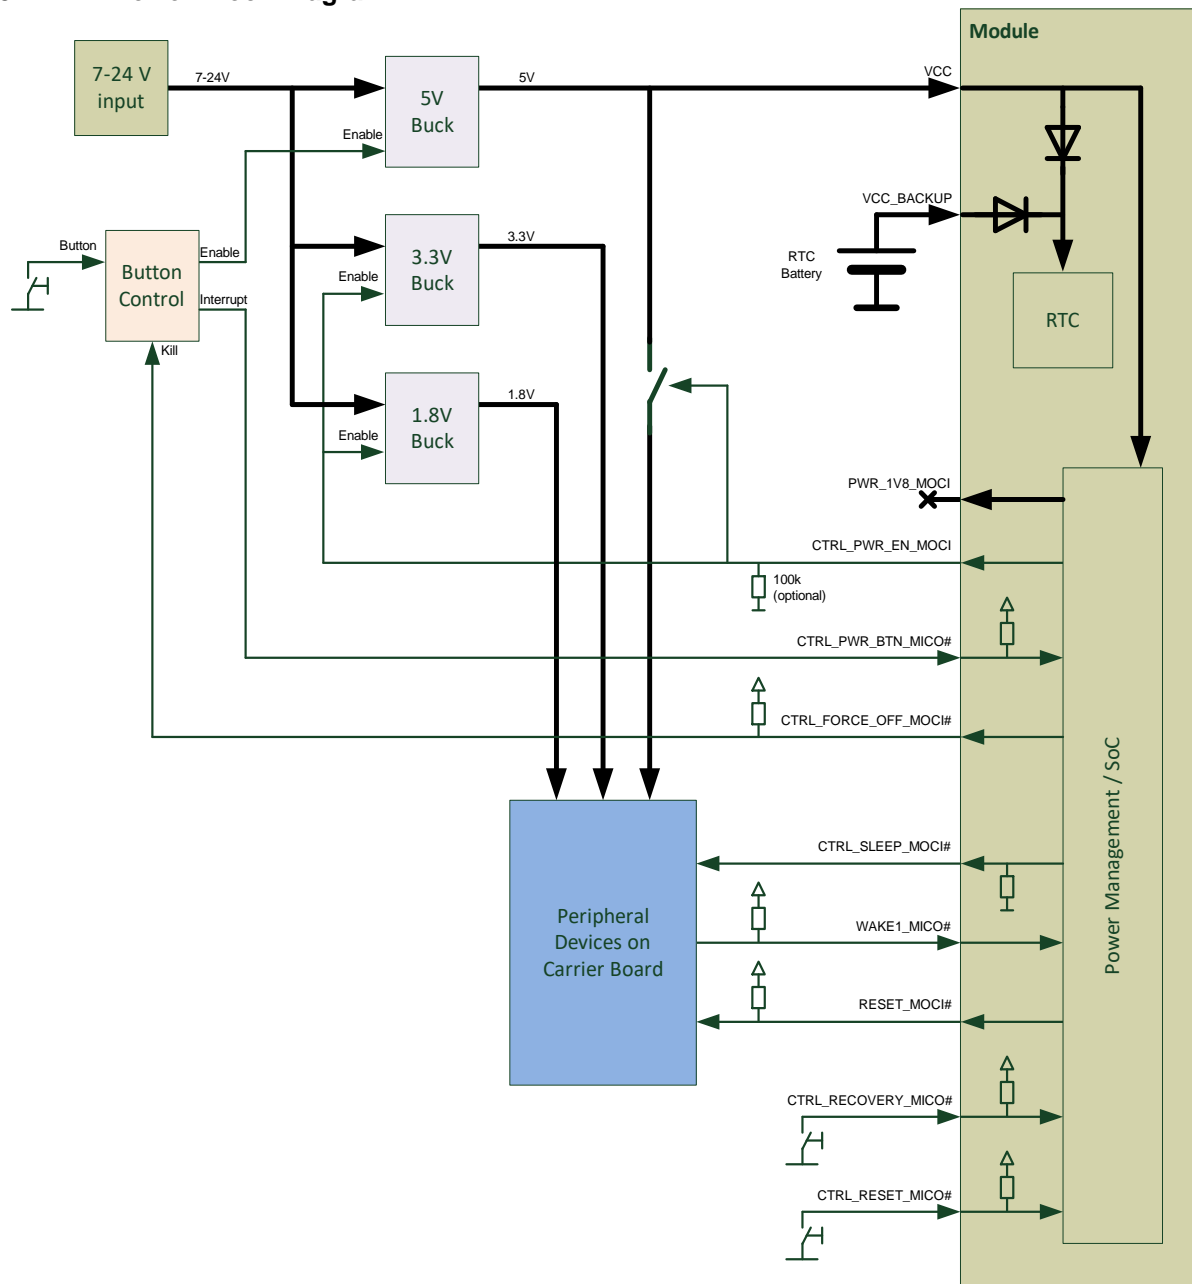 Module
7-24 V
input
7-24V
5V
Buck
5V
VCC
Enable
VCC_BACKUP
RTC
Battery
RTC
Button
Button
Control
Enable
Interrupt
Kill
3.3V
Buck
3.3V
Enable
1.8V
Buck
1.8V
Enable
PWR_1V8_MOCI
CTRL_PWR_EN_MOCI
100k
(optional)
CTRL_PWR_BTN_MICO#
CTRL_FORCE_OFF_MOCI#
Power Management / SoC
Peripheral
Devices on
Carrier Board
CTRL_SLEEP_MOCI#
WAKE1_MICO#
RESET_MOCI#
CTRL_RECOVERY_MICO#
CTRL_RESET_MICO#